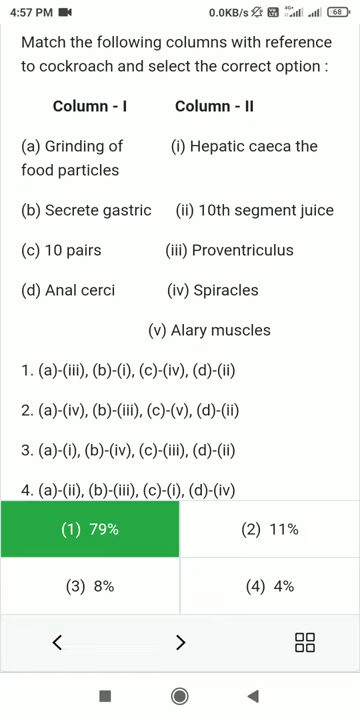 4:57 PM 0.0KB/s 4G+ 68
Match the following columns with reference
to cockroach and select the correct option :
Column - I Column - II
(a) Grinding of (i) Hepatic caeca the
food particles
(b) Secrete gastric (ii) 10th segment juice
(c) 10 pairs (iii) Proventriculus
(d) Anal cerci (iv) Spiracles
(v) Alary muscles
1. (a)-(iii), (b)-(i), (c)-(iv), (d)-(ii)
2. (a)-(iv), (b)-(iii), (c)-(v), (d)-(ii)
3. (a)-(i), (b)-(iv), (c)-(iii), (d)-(ii)
4. (a)-(ii), (b)-(iii), (c)-(i), (d)-(iv)
(1) 79% (2) 11%
(3) 8% (4) 4%